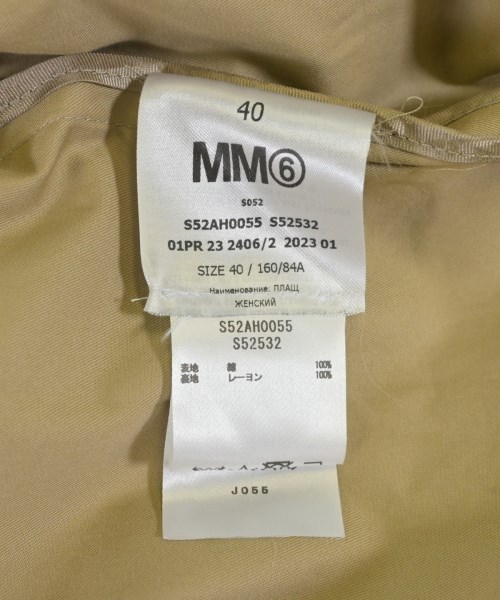 40
MM⑥
S052
S52AH0055 S52532
01PR 23 2406/2 2023 01
SIZE 40 / 160/84A
Наименование: ПЛАЩ
ЖЕНСКИЙ
S52AH0055
S52532
表地 綿 100%
裏地 レーヨン 100%
J055